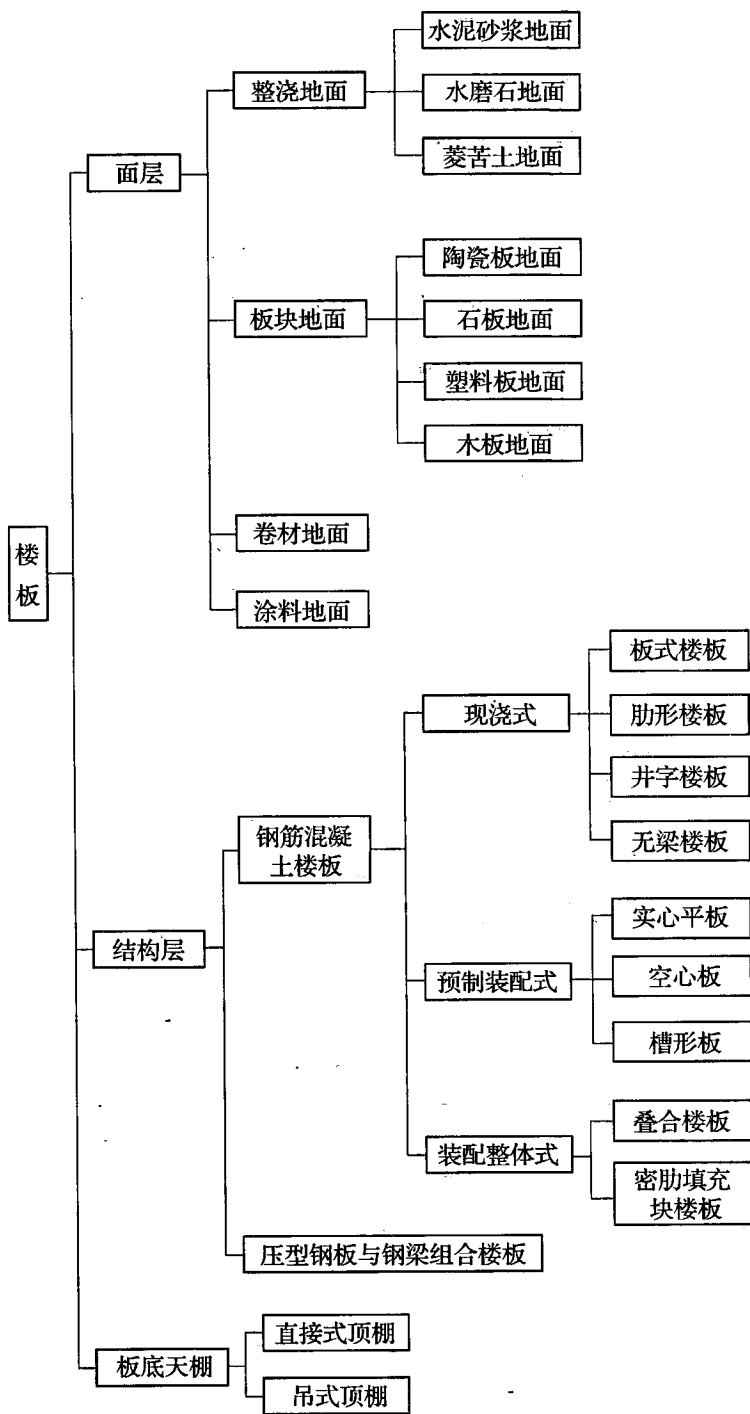 水泥砂浆地面
整浇地面
水磨石地面
面层
菱苦土地面
陶瓷板地面
板块地面
石板地面
塑料板地面
木板地面
楼
板
卷材地面
涂料地面
板式楼板
现浇式
肋形楼板
井字楼板
钢筋混凝
土楼板
无梁楼板
实心平板
结构层
预制装配式
空心板
槽形板
叠合楼板
装配整体式
密肋填充
块楼板
压型钢板与钢梁组合楼板
直接式顶棚
板底天棚
吊式顶棚